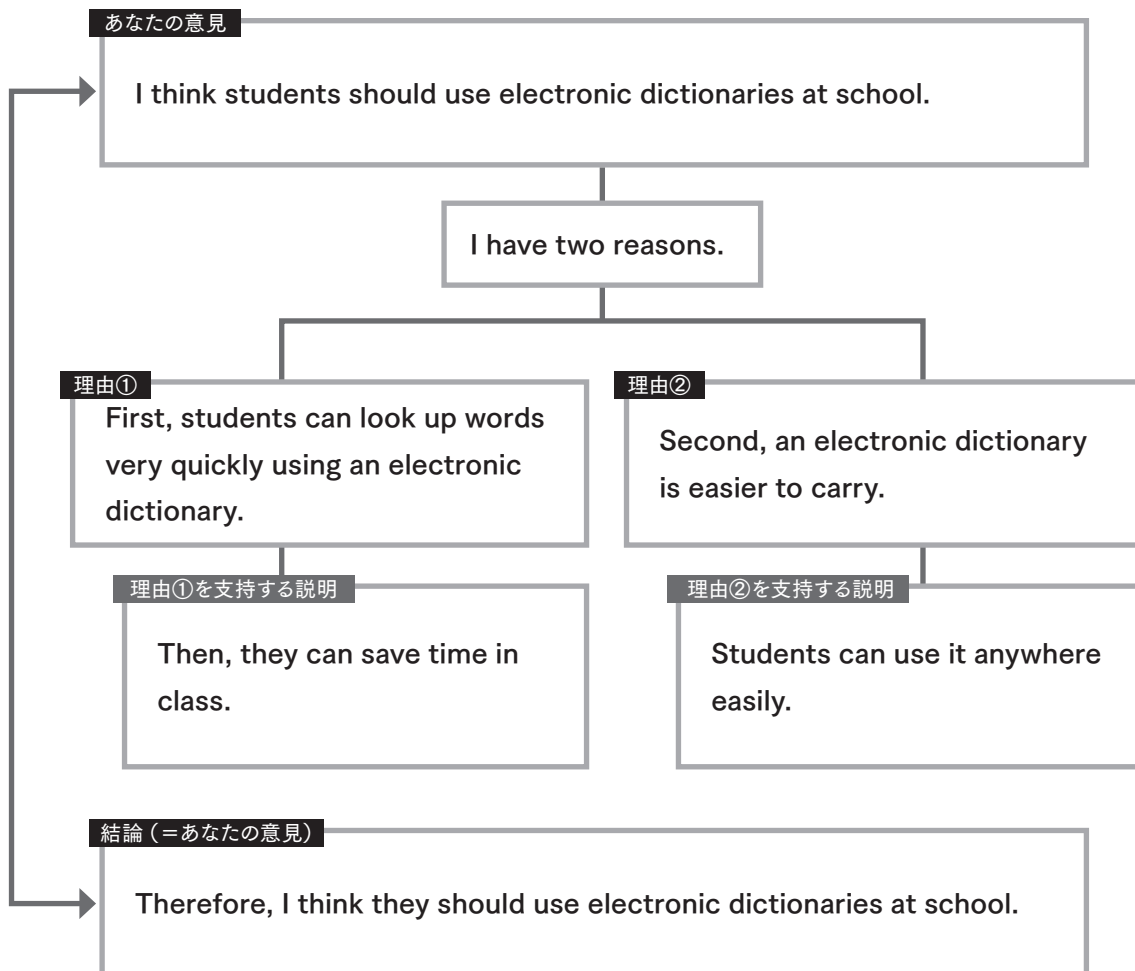 あなたの意見
I think students should use electronic dictionaries at school.
I have two reasons.
理由①
First, students can look up words
very quickly using an electronic
dictionary.
理由①を支持する説明
Then, they can save time in
class.
理由②
Second, an electronic dictionary
is easier to carry.
理由②を支持する説明
Students can use it anywhere
easily.
結論（＝あなたの意見）
Therefore, I think they should use electronic dictionaries at school.